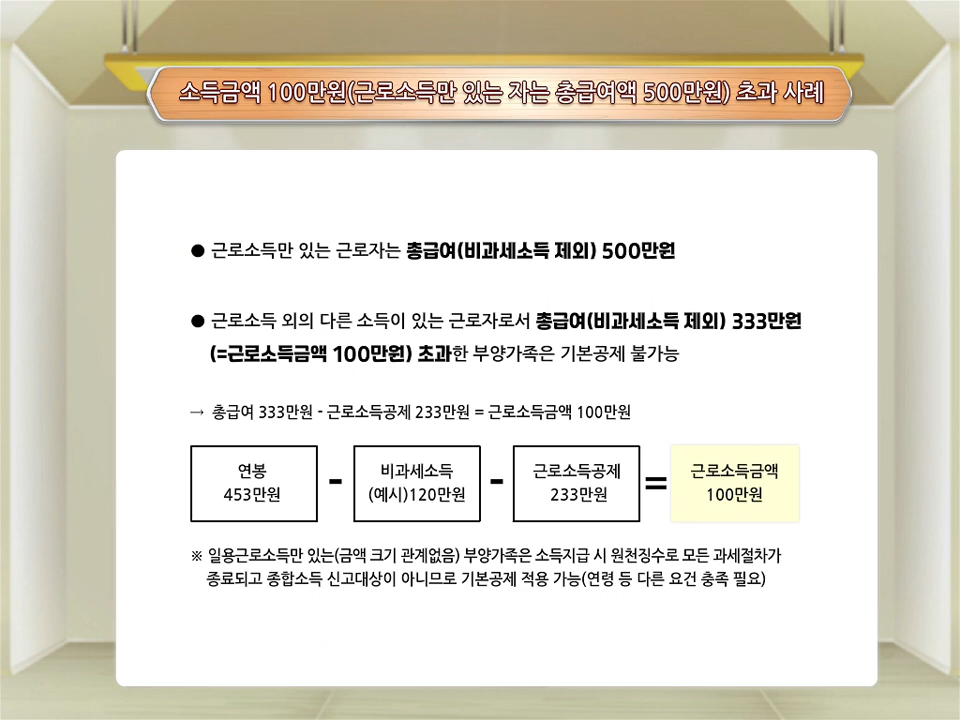 소득금액 100만원(근로소득만 있는 자는 총급여액 500만원) 초과 사례
● 근로소득만 있는 근로자는 총급여(비과세소득 제외) 500만원
● 근로소득 외의 다른 소득이 있는 근로자로서 총급여(비과세소득 제외) 333만원
(=근로소득금액 100만원) 초과한 부양가족은 기본공제 불가능
→ 총급여 333만원 - 근로소득공제 233만원 = 근로소득금액 100만원
연봉
453만원
-
비과세소득
(예시)120만원
-
근로소득공제
233만원
=
근로소득금액
100만원
※ 일용근로소득만 있는(금액 크기 관계없음) 부양가족은 소득지급 시 원천징수로 모든 과세절차가
종료되고 종합소득 신고대상이 아니므로 기본공제 적용 가능(연령 등 다른 요건 충족 필요)